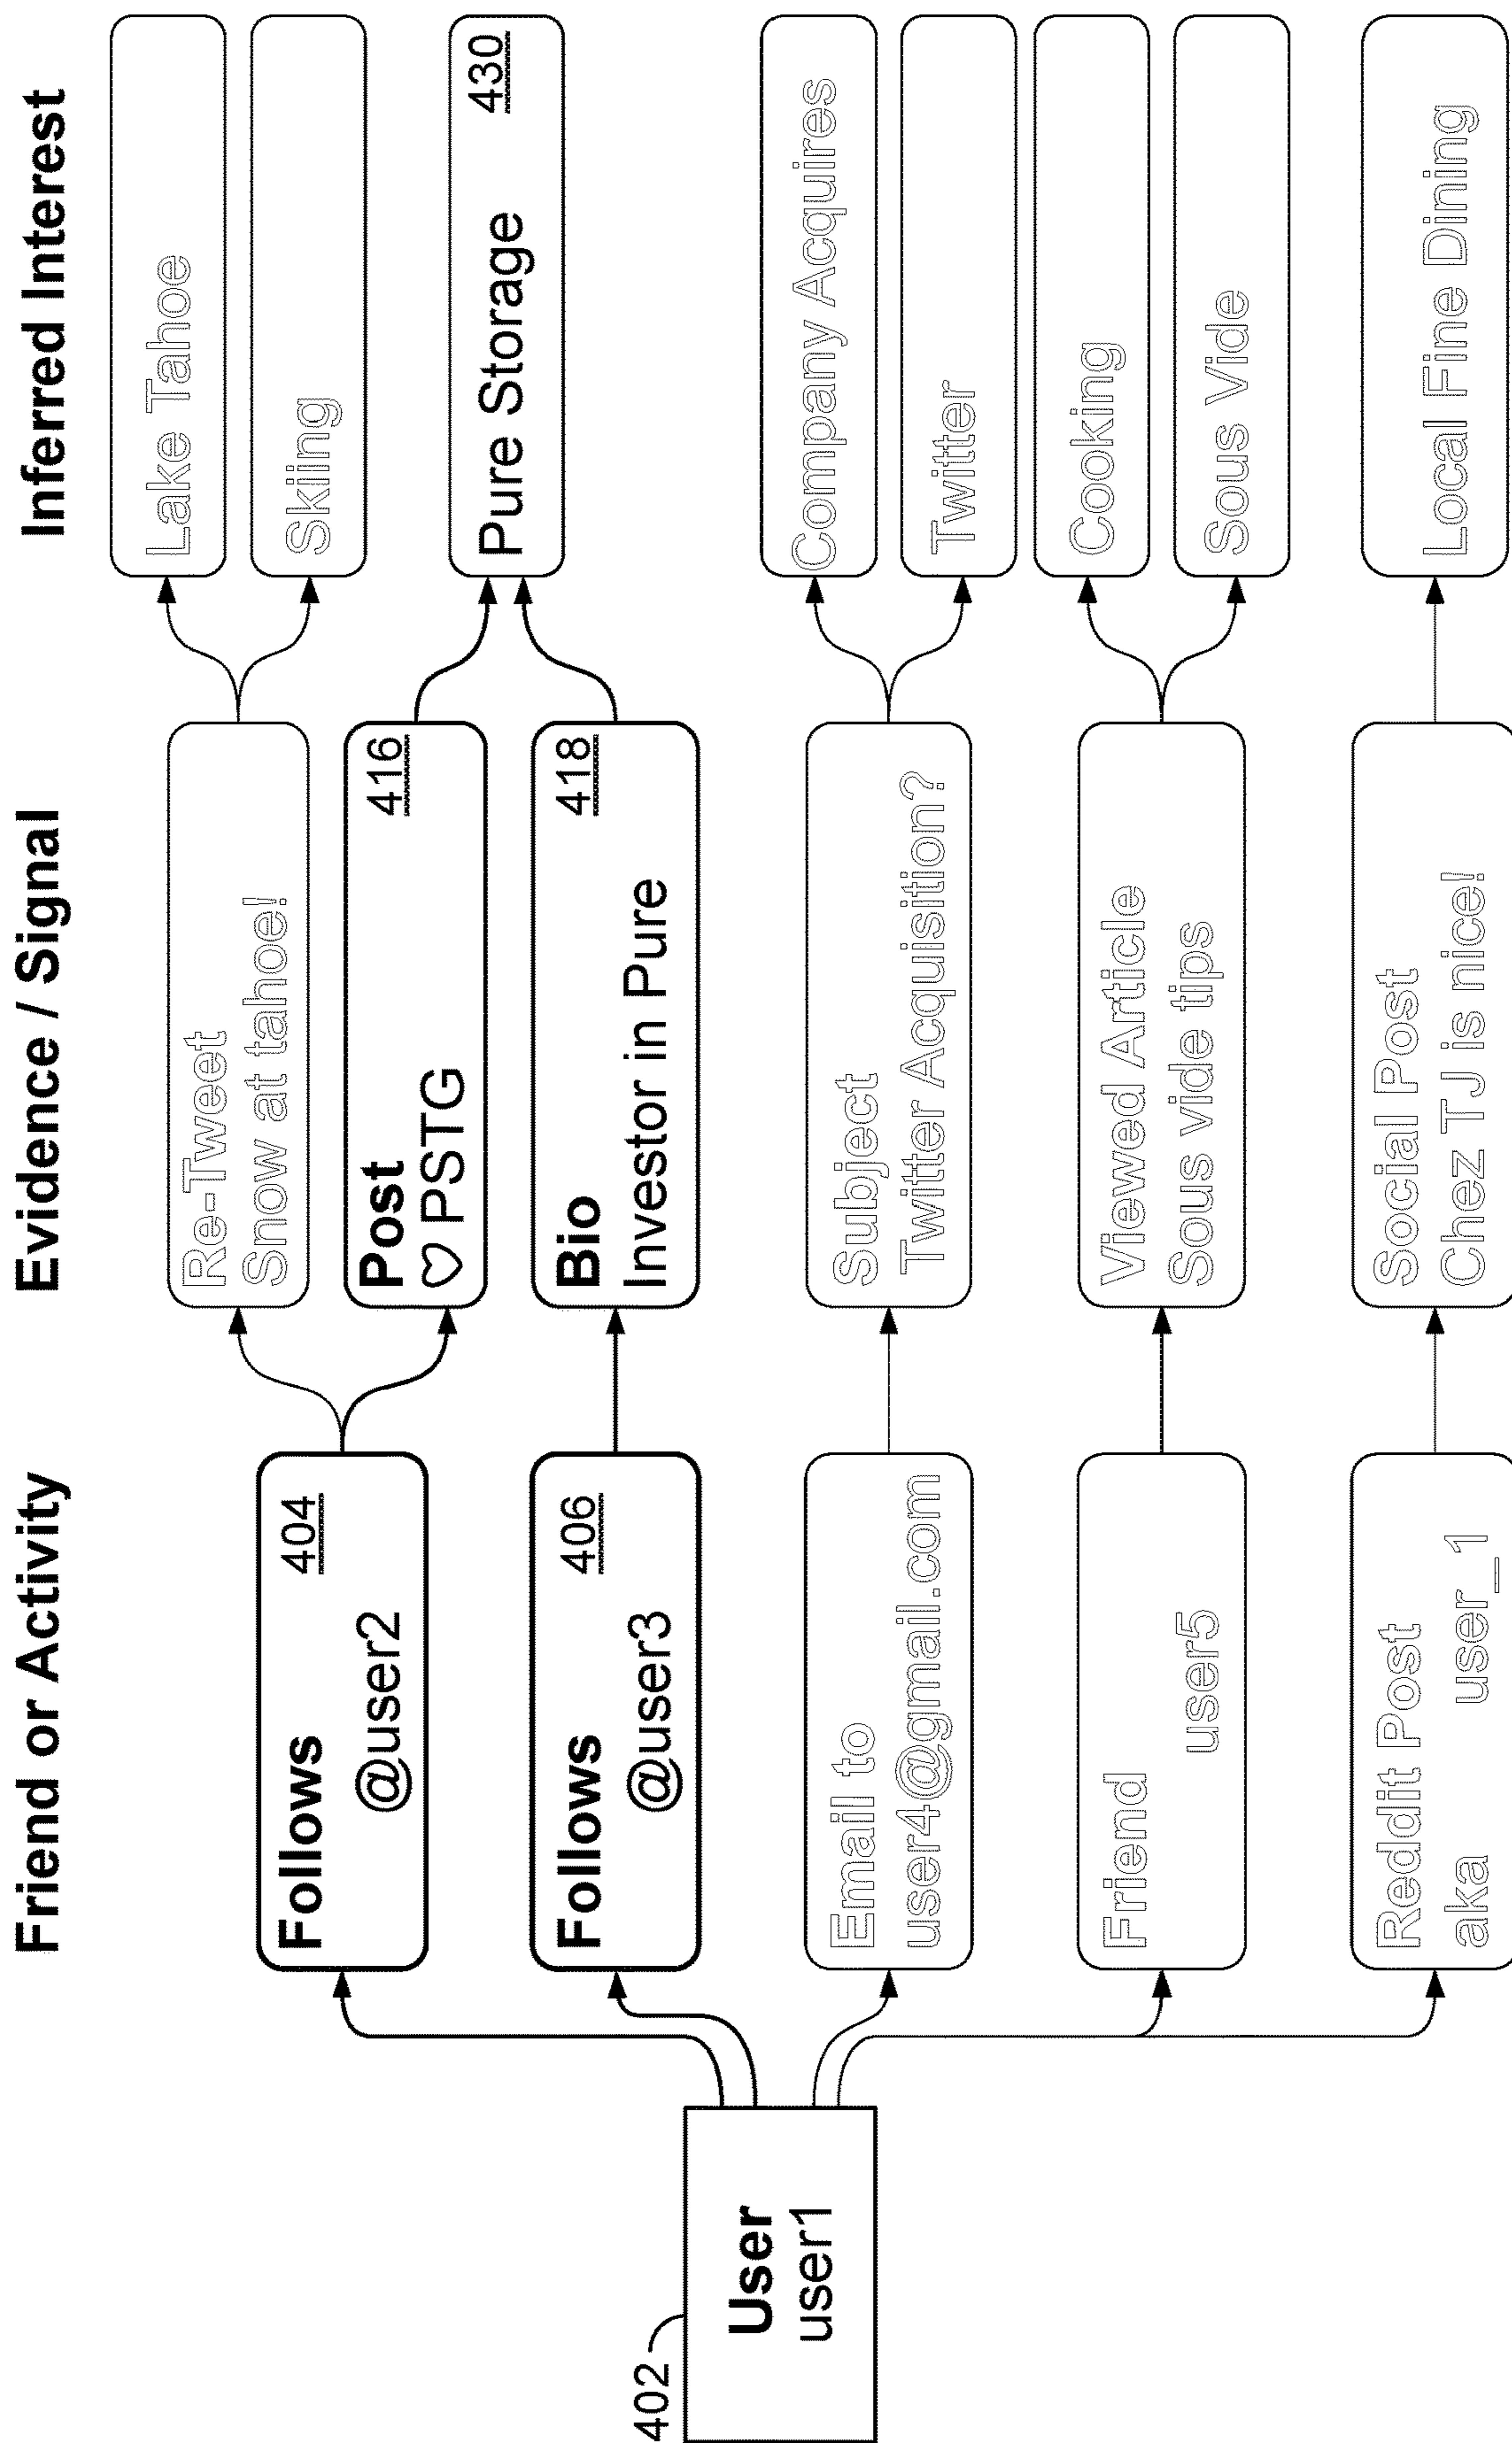 Friend or Activity
Evidence / Signal
Inferred Interest
402
User
user1
Follows 404
@user2
Follows 406
@user3
Email to
user4@gmail.com
Friend
user5
Reddit Post
aka user_1
Re-Tweet
Snow at tahoe!
Post 416
♡ PSTG
Bio 418
Investor in Pure
Subject
Twitter Acquisition?
Viewed Article
Sous vide tips
Social Post
Chez TJ is nice!
Lake Tahoe
Skiing
Pure Storage 430
Company Acquires
Twitter
Cooking
Sous Vide
Local Fine Dining